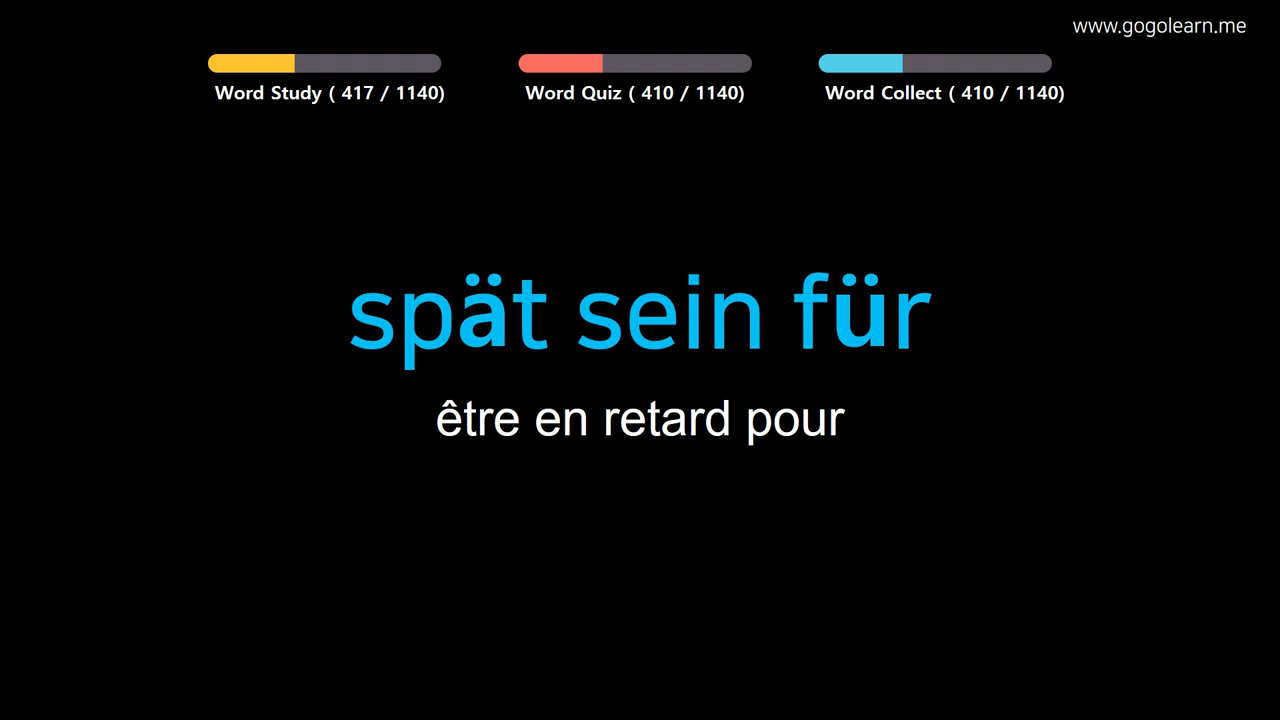 www.gogolearn.me
Word Study ( 417 / 1140)
Word Quiz ( 410 / 1140)
Word Collect ( 410 / 1140)
spät sein für
être en retard pour